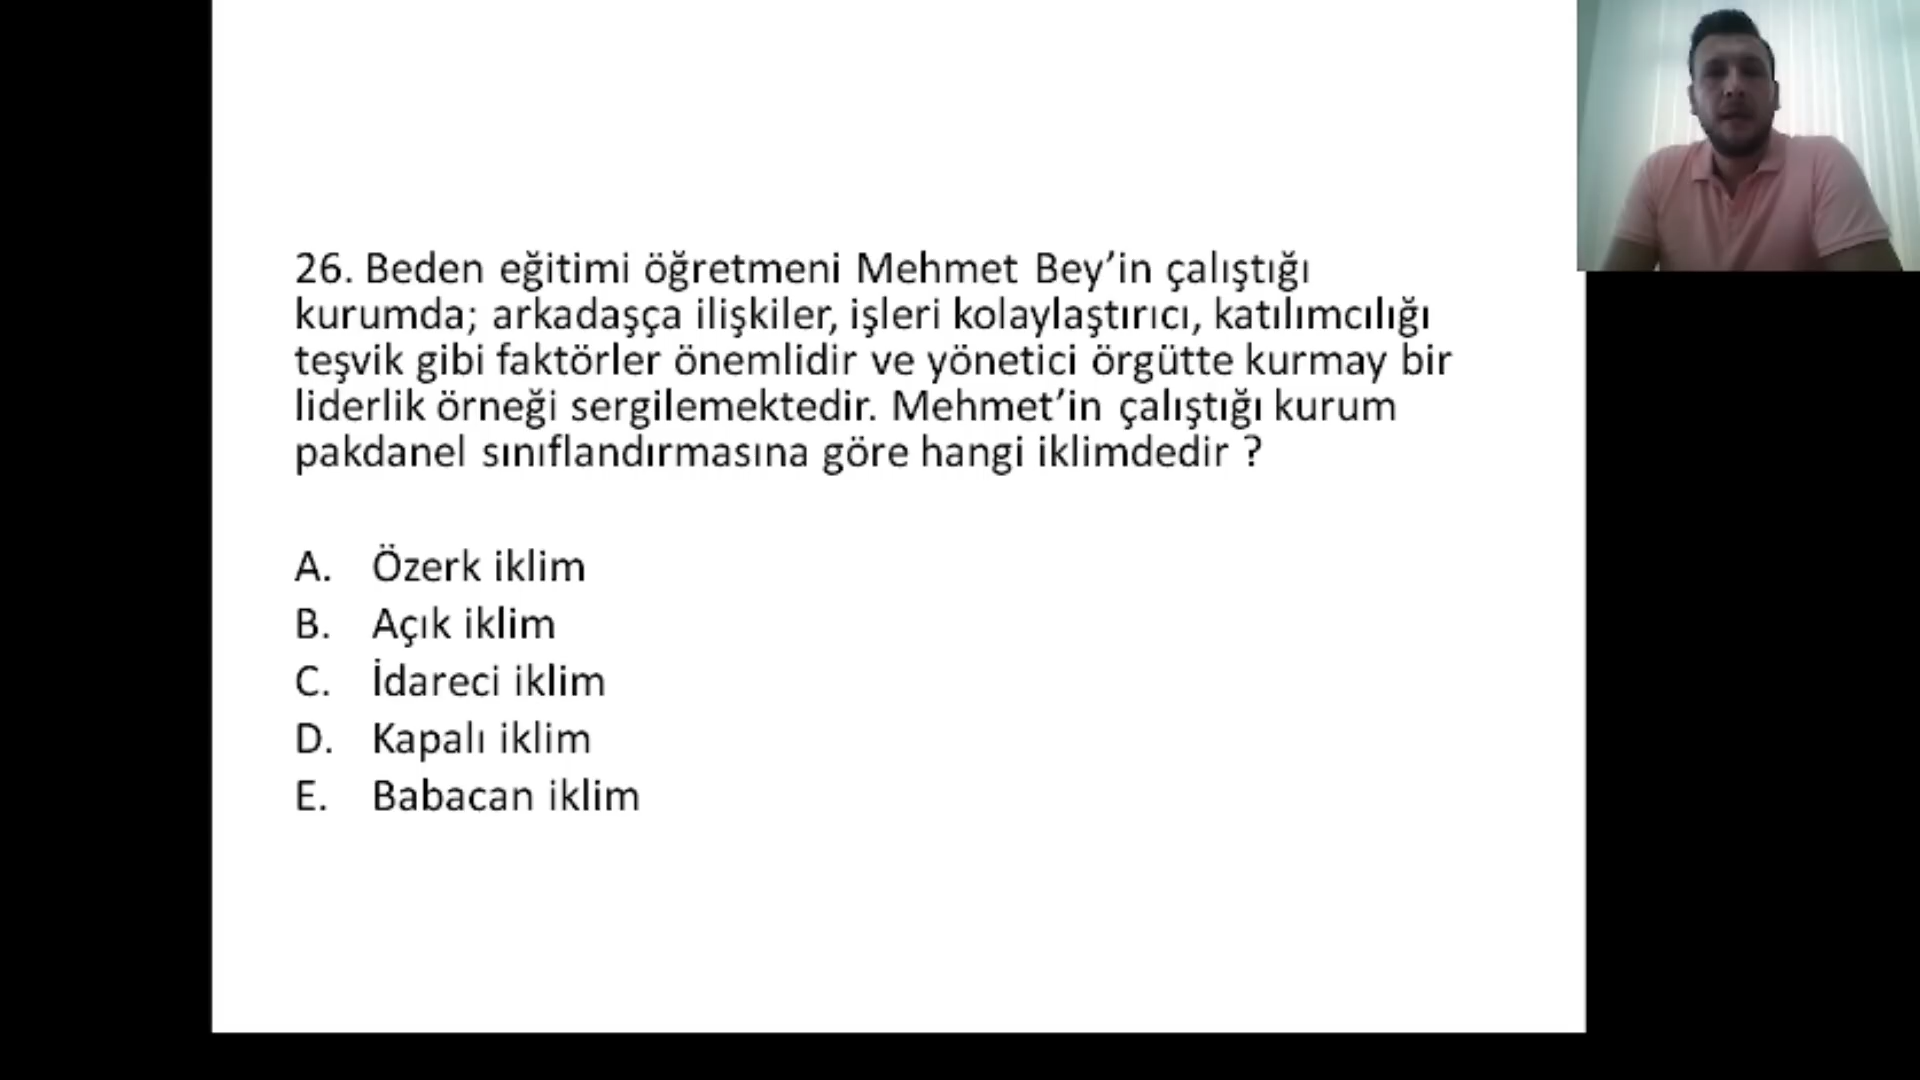 26. Beden eğitimi öğretmeni Mehmet Bey’in çalıştığı
kurumda; arkadaşça ilişkiler, işleri kolaylaştırıcı, katılımcılığı
teşvik gibi faktörler önemlidir ve yönetici örgütte kurmay bir
liderlik örneği sergilemektedir. Mehmet’in çalıştığı kurum
pakdanel sınıflandırmasına göre hangi iklimdedir ?
A. Özerk iklim
B. Açık iklim
C. İdareci iklim
D. Kapalı iklim
E. Babacan iklim